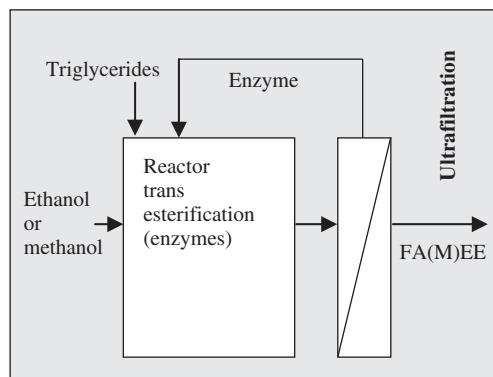 Triglycerides
Enzyme
Ultrafiltration
Reactor
trans
esterification
(enzymes)
Ethanol
or
methanol
FA(M)EE